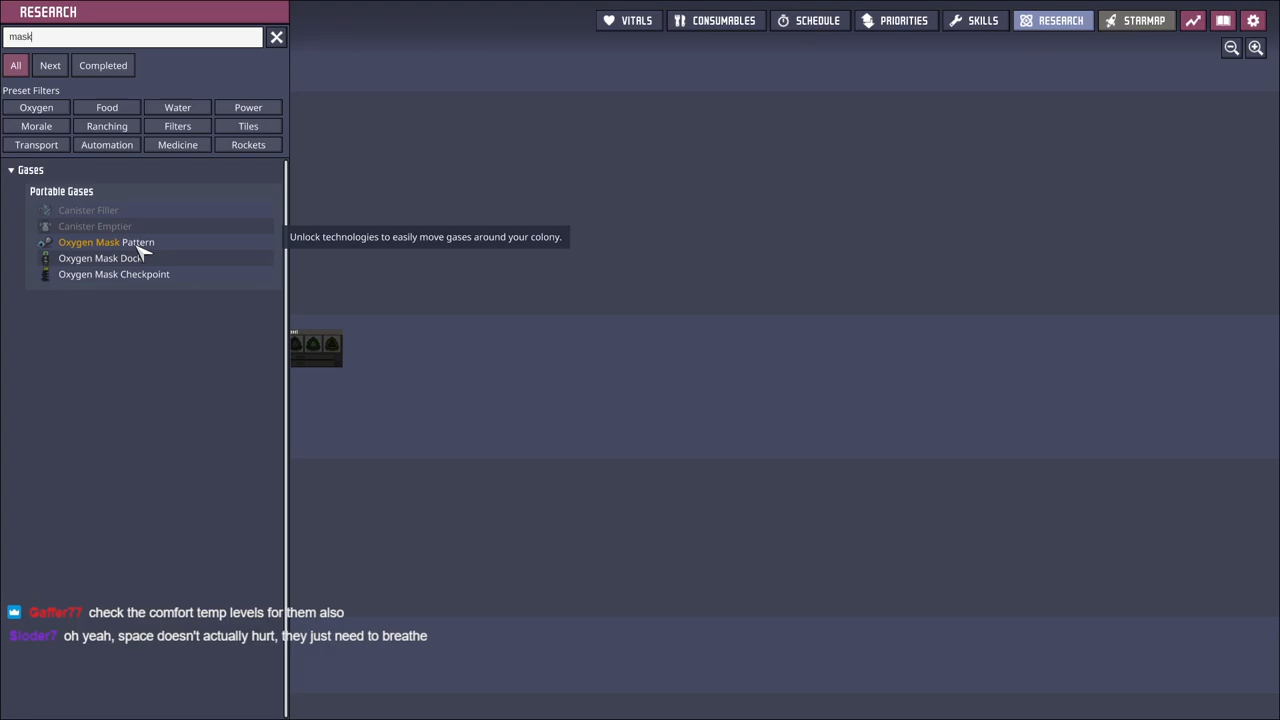 RESEARCH
VITALS
CONSUMABLES
SCHEDULE
PRIORITIES
SKILLS
RESEARCH
STARMAP
mask
All Next Completed
Preset Filters
Oxygen Food Water Power
Morale Ranching Filters Tiles
Transport Automation Medicine Rockets
Gases
Portable Gases
Canister Filler
Canister Emptier
Oxygen Mask Pattern
Oxygen Mask Dock
Oxygen Mask Checkpoint
Unlock technologies to easily move gases around your colony.
Gaffer77 check the comfort temp levels for them also
$loder7 oh yeah, space doesn't actually hurt, they just need to breathe